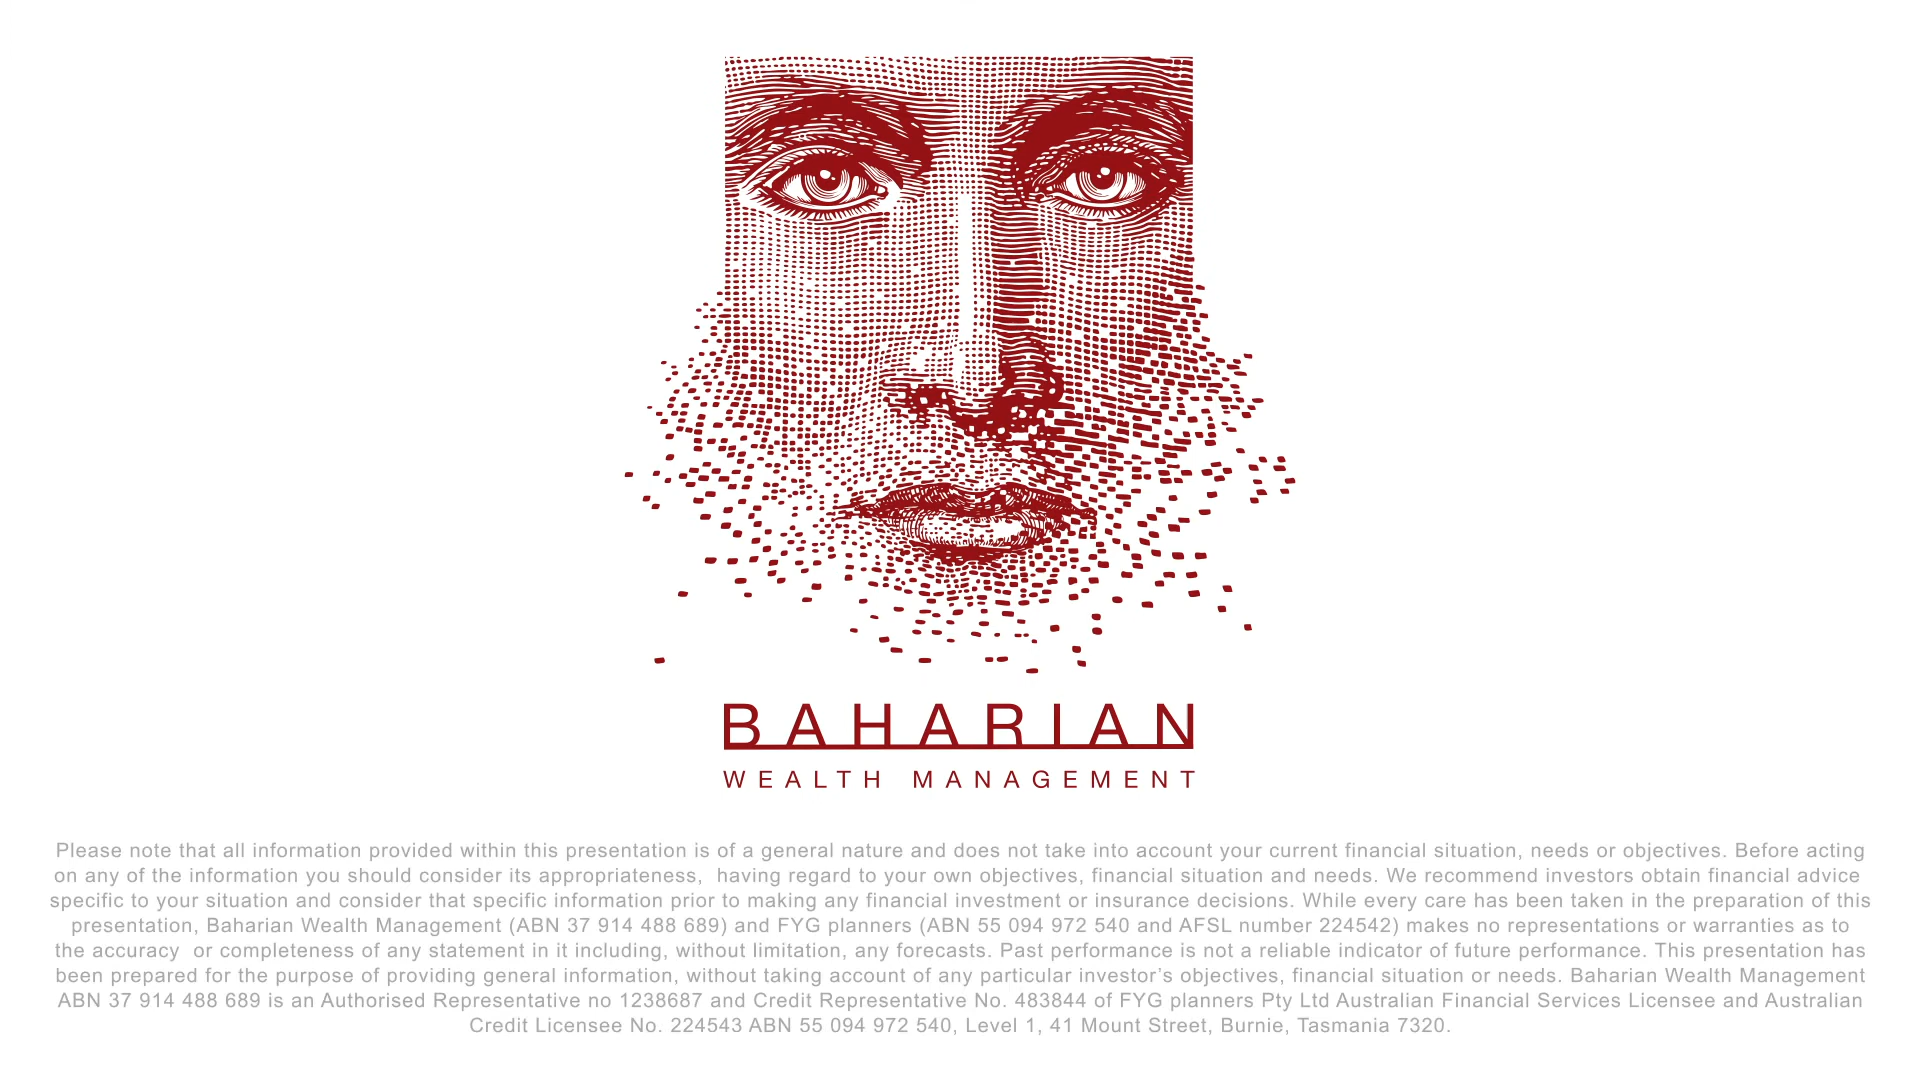 BAHARIAN
WEALTH MANAGEMENT
Please note that all information provided within this presentation is of a general nature and does not take into account your current financial situation, needs or objectives. Before acting
on any of the information you should consider its appropriateness,  having regard to your own objectives, financial situation and needs. We recommend investors obtain financial advice
specific to your situation and consider that specific information prior to making any financial investment or insurance decisions. While every care has been taken in the preparation of this
presentation, Baharian Wealth Management (ABN 37 914 488 689) and FYG planners (ABN 55 094 972 540 and AFSL number 224542) makes no representations or warranties as to
the accuracy  or completeness of any statement in it including, without limitation, any forecasts. Past performance is not a reliable indicator of future performance. This presentation has
been prepared for the purpose of providing general information, without taking account of any particular investor’s objectives, financial situation or needs. Baharian Wealth Management
ABN 37 914 488 689 is an Authorised Representative no 1238687 and Credit Representative No. 483844 of FYG planners Pty Ltd Australian Financial Services Licensee and Australian
Credit Licensee No. 224543 ABN 55 094 972 540, Level 1, 41 Mount Street, Burnie, Tasmania 7320.